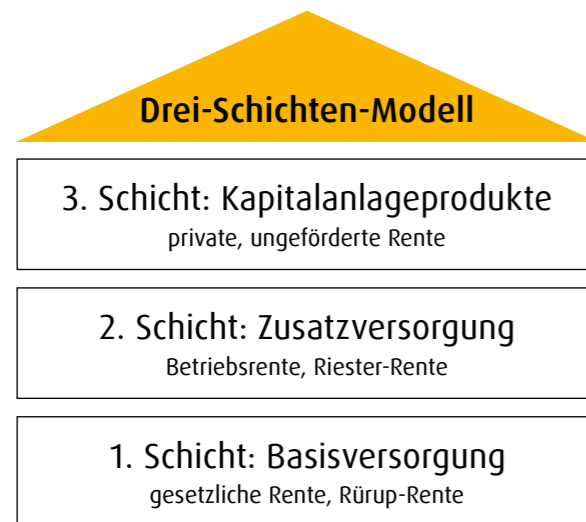 Drei-Schichten-Modell
3. Schicht: Kapitalanlageprodukte
private, ungeförderte Rente
2. Schicht: Zusatzversorgung
Betriebsrente, Riester-Rente
1. Schicht: Basisversorgung
gesetzliche Rente, Rürup-Rente